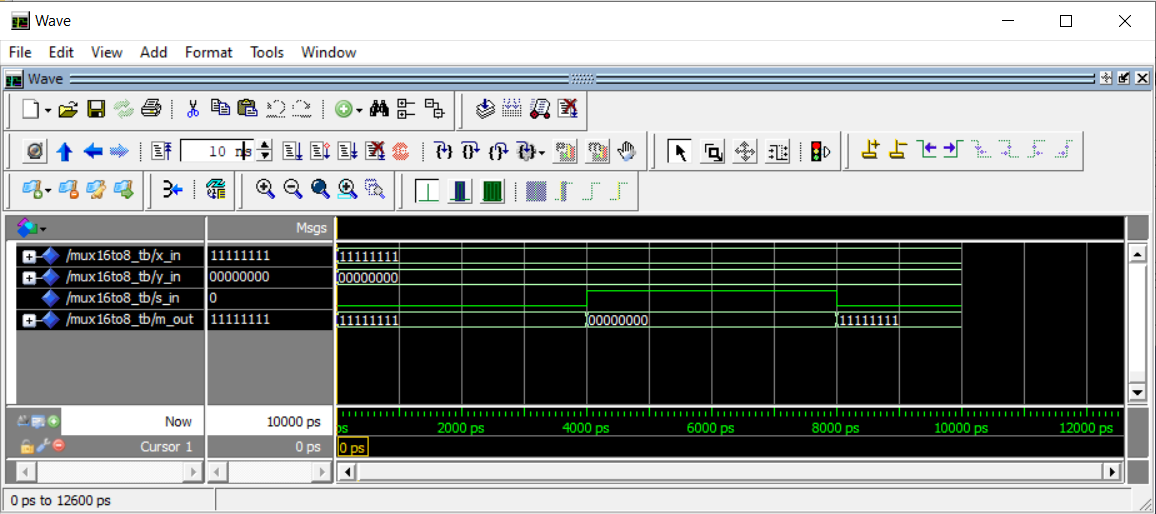 Wave
File Edit View Add Format Tools Window
Wave
10 ns
Msgs
/mux16to8_tb/x_in 11111111 11111111
/mux16to8_tb/y_in 00000000 00000000
/mux16to8_tb/s_in 0
/mux16to8_tb/m_out 11111111 11111111 00000000 11111111
Now 10000 ps ps 2000 ps 4000 ps 6000 ps 8000 ps 10000 ps 12000 ps
Cursor 1 0 ps 0 ps
0 ps to 12600 ps